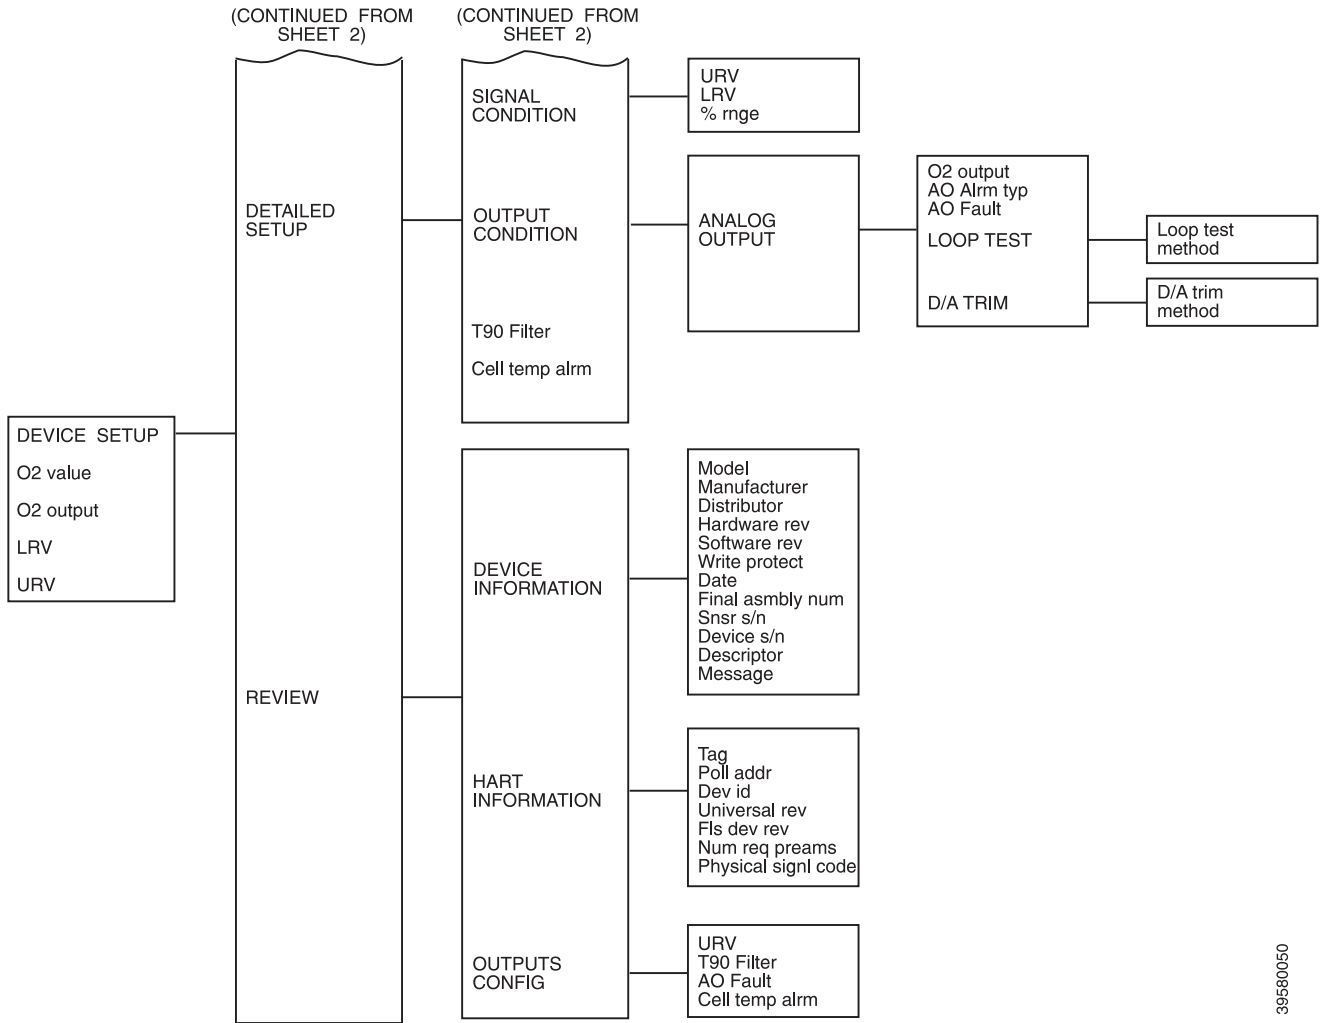 (CONTINUED FROM
SHEET 2)
(CONTINUED FROM
SHEET 2)
SIGNAL
CONDITION
URV
LRV
% rnge
DETAILED
SETUP
OUTPUT
CONDITION
ANALOG
OUTPUT
O2 output
AO Alrm typ
AO Fault
LOOP TEST
D/A TRIM
Loop test
method
D/A trim
method
T90 Filter
Cell temp alrm
DEVICE SETUP
O2 value
O2 output
LRV
URV
REVIEW
DEVICE
INFORMATION
Model
Manufacturer
Distributor
Hardware rev
Software rev
Write protect
Date
Final asmbly num
Snsr s/n
Device s/n
Descriptor
Message
HART
INFORMATION
Tag
Poll addr
Dev id
Universal rev
Fls dev rev
Num req preams
Physical signl code
OUTPUTS
CONFIG
URV
T90 Filter
AO Fault
Cell temp alrm
39580050